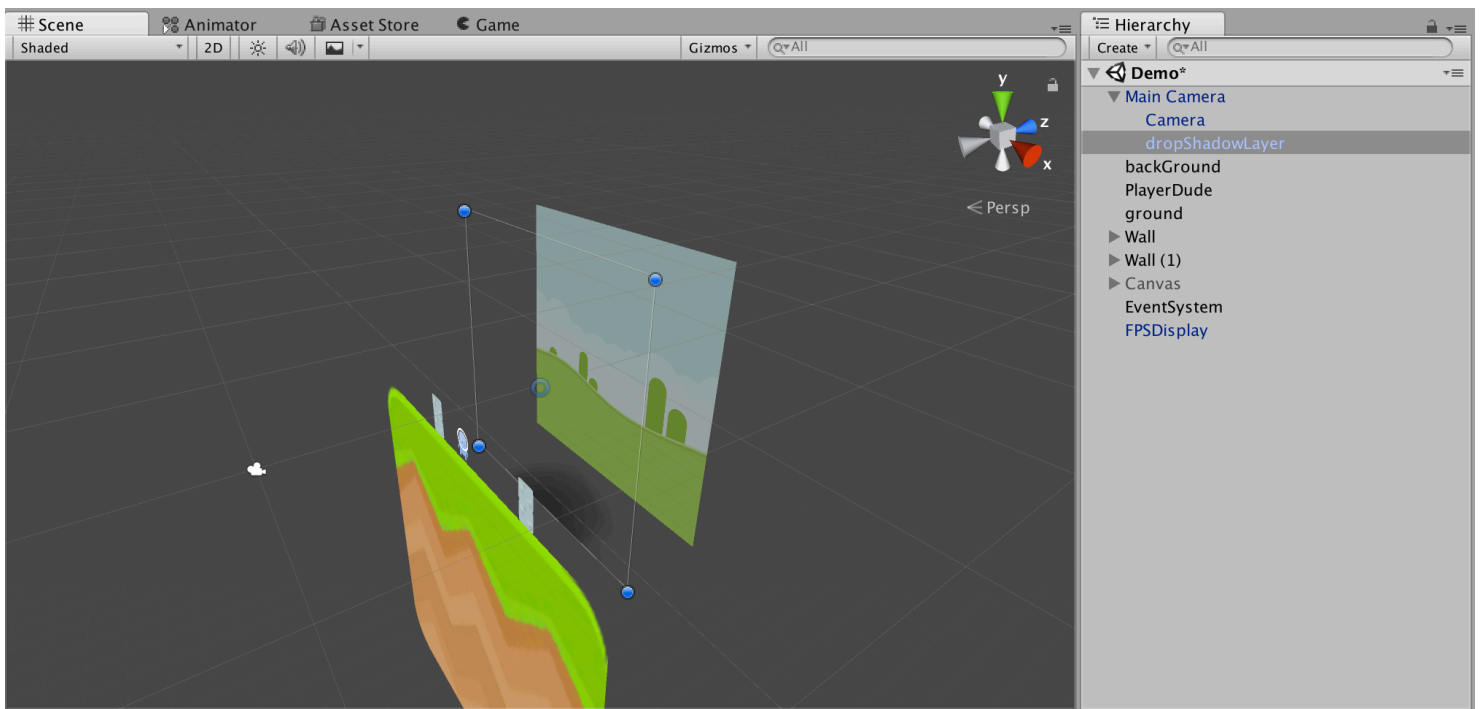 Scene Animator Asset Store Game
Shaded 2D Gizmos All
y
z
x
Persp
Hierarchy
Create All
Demo*
Main Camera
Camera
dropShadowLayer
backGround
PlayerDude
ground
Wall
Wall (1)
Canvas
EventSystem
FPSDisplay